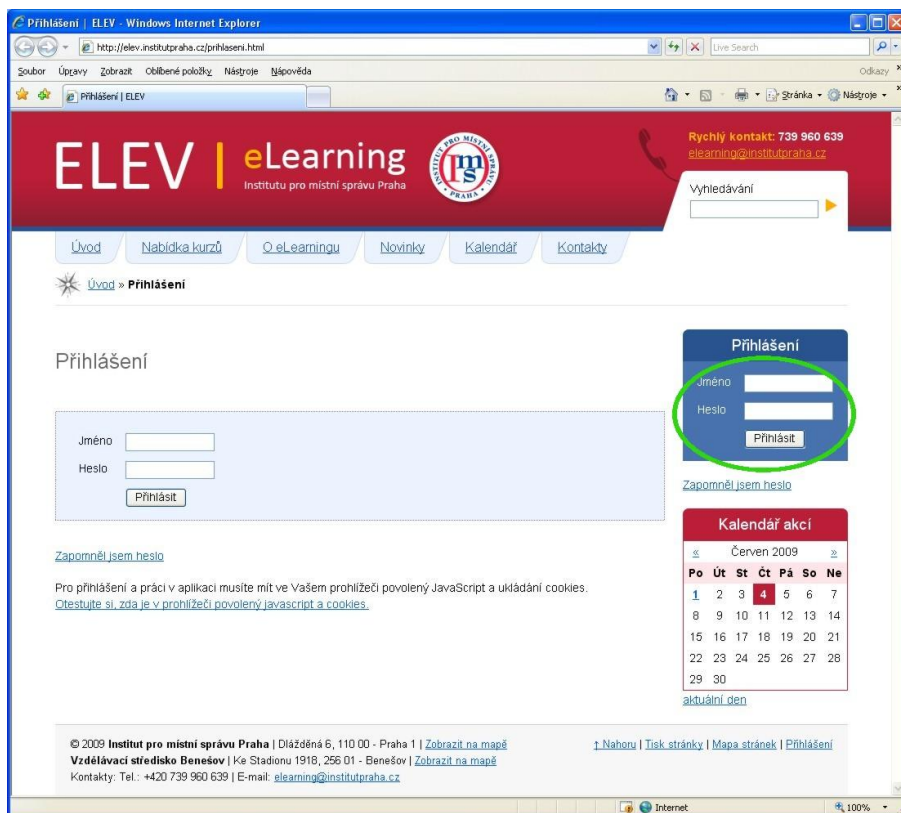 Přihlášení | ELEV - Windows Internet Explorer
http://elev.institutpraha.cz/prihlaseni.html
Live Search
Soubor Úpravy Zobrazit Oblíbené položky Nástroje Nápověda
Odkazy
Přihlášení | ELEV
Stránka
Nástroje
ELEV | eLearning
Institutu pro místní správu Praha
INSTITUT PRO MÍSTNÍ SPRÁVU
PRAHA
ims
Rychlý kontakt: 739 960 639
elearning@institutpraha.cz
Vyhledávání
Úvod Nabídka kurzů O eLearningu Novinky Kalendář Kontakty
Úvod » Přihlášení
Přihlášení
Jméno
Heslo
Přihlásit
Zapomněl jsem heslo
Pro přihlášení a práci v aplikaci musíte mít ve Vašem prohlížeči povolený JavaScript a ukládání cookies.
Otestujte si, zda je v prohlížeči povolený javascript a cookies.
Přihlášení
Jméno
Heslo
Přihlásit
Zapomněl jsem heslo
Kalendář akcí
« Červen 2009 »
Po Út St Čt Pá So Ne
1 2 3 4 5 6 7
8 9 10 11 12 13 14
15 16 17 18 19 20 21
22 23 24 25 26 27 28
29 30
aktuální den
© 2009 Institut pro místní správu Praha | Dlážděná 6, 110 00 - Praha 1 | Zobrazit na mapě
Vzdělávací středisko Benešov | Ke Stadionu 1918, 256 01 - Benešov | Zobrazit na mapě
Kontakty: Tel.: +420 739 960 639 | E-mail: elearning@institutpraha.cz
↑ Nahoru | Tisk stránky | Mapa stránek | Přihlášení
Internet
100%